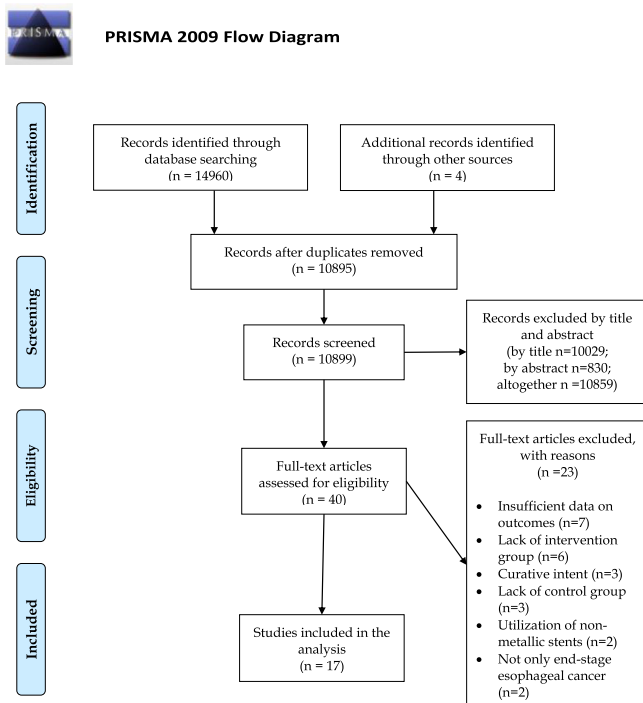 PRISMA
PRISMA 2009 Flow Diagram
Identification
Records identified through
database searching
(n = 14960)
Additional records identified
through other sources
(n = 4)
Records after duplicates removed
(n = 10895)
Screening
Records screened
(n = 10899)
Records excluded by title
and abstract
(by title n=10029;
by abstract n=830;
altogether n =10859)
Eligibility
Full-text articles
assessed for eligibility
(n = 40)
Full-text articles excluded,
with reasons
(n =23)
• Insufficient data on
outcomes (n=7)
• Lack of intervention
group (n=6)
• Curative intent (n=3)
• Lack of control group
(n=3)
• Utilization of non-
metallic stents (n=2)
• Not only end-stage
esophageal cancer
(n=2)
Included
Studies included in the
analysis
(n = 17)